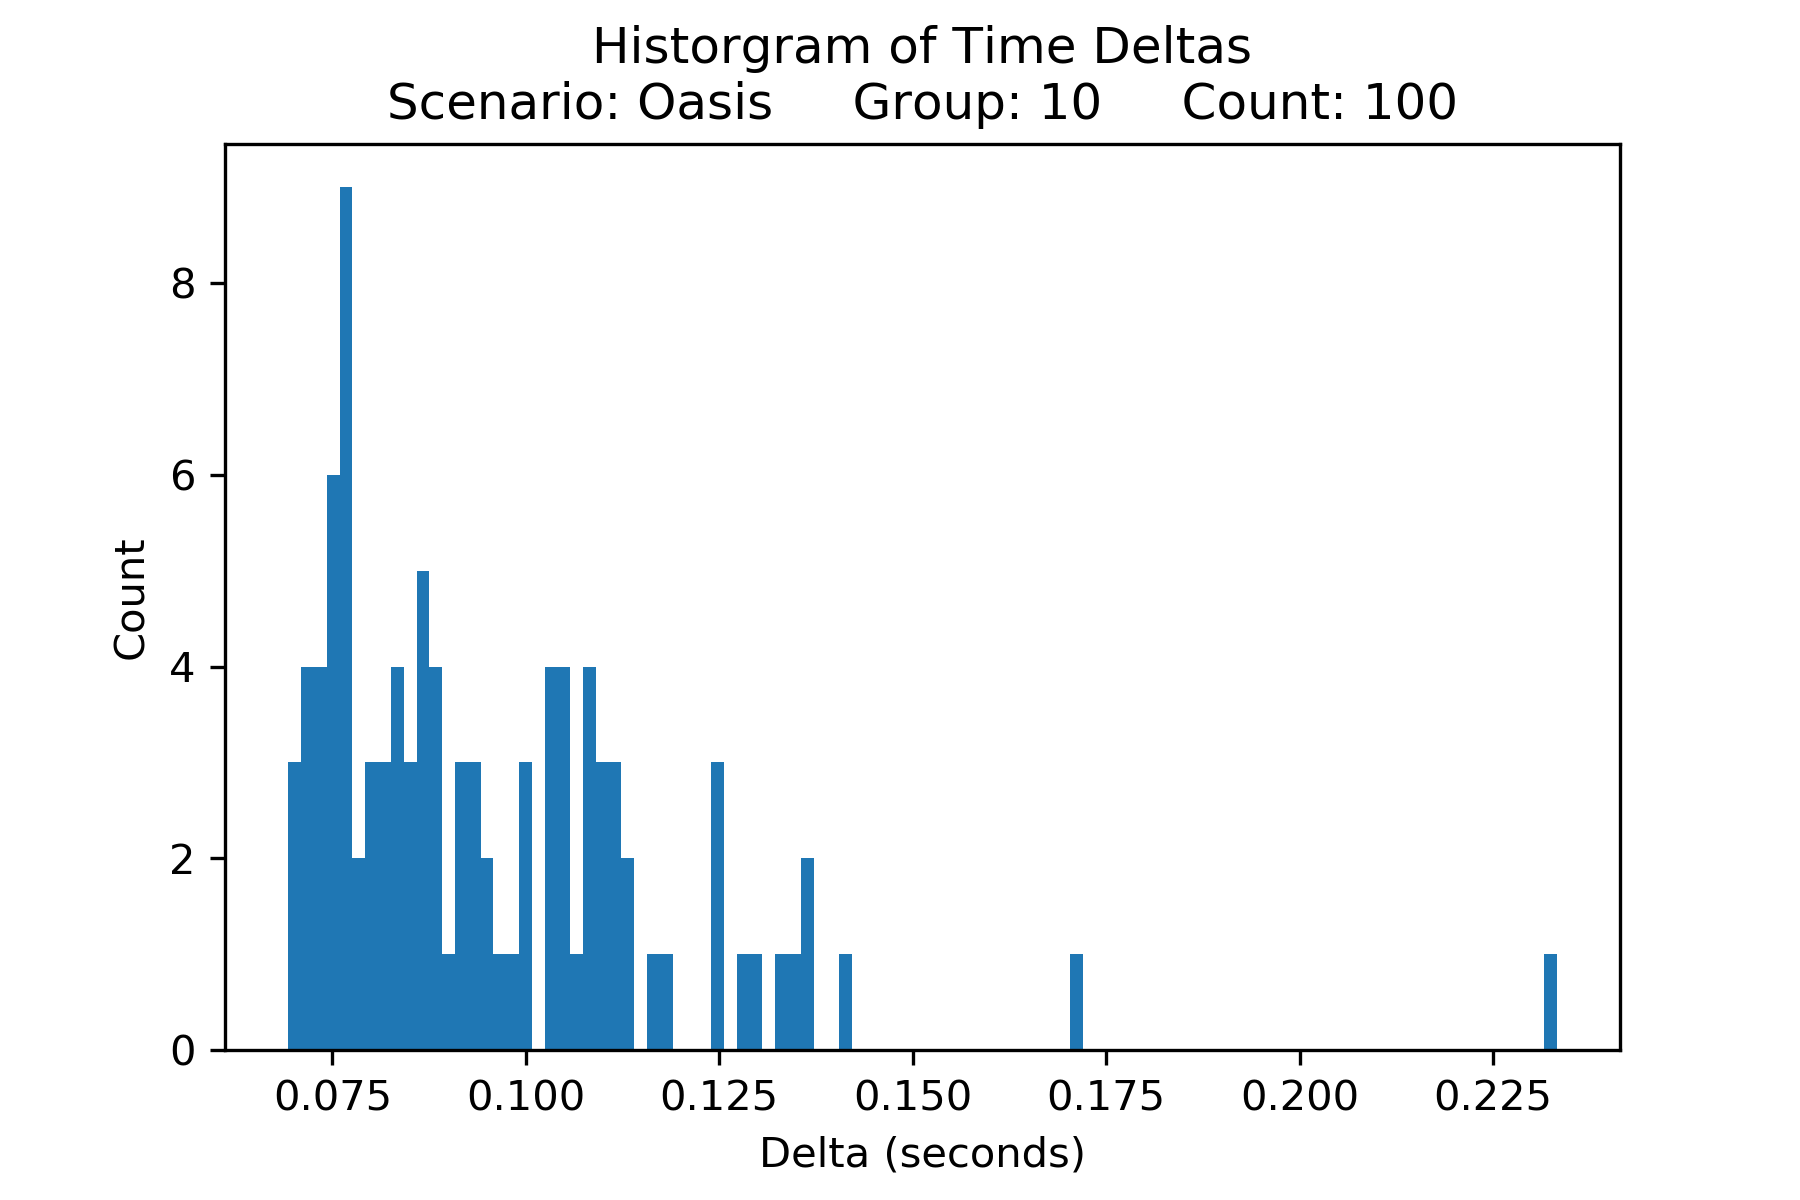 Historgram of Time Deltas
Scenario: Oasis Group: 10 Count: 100
8
6
4
2
0
Count
0.075 0.100 0.125 0.150 0.175 0.200 0.225
Delta (seconds)